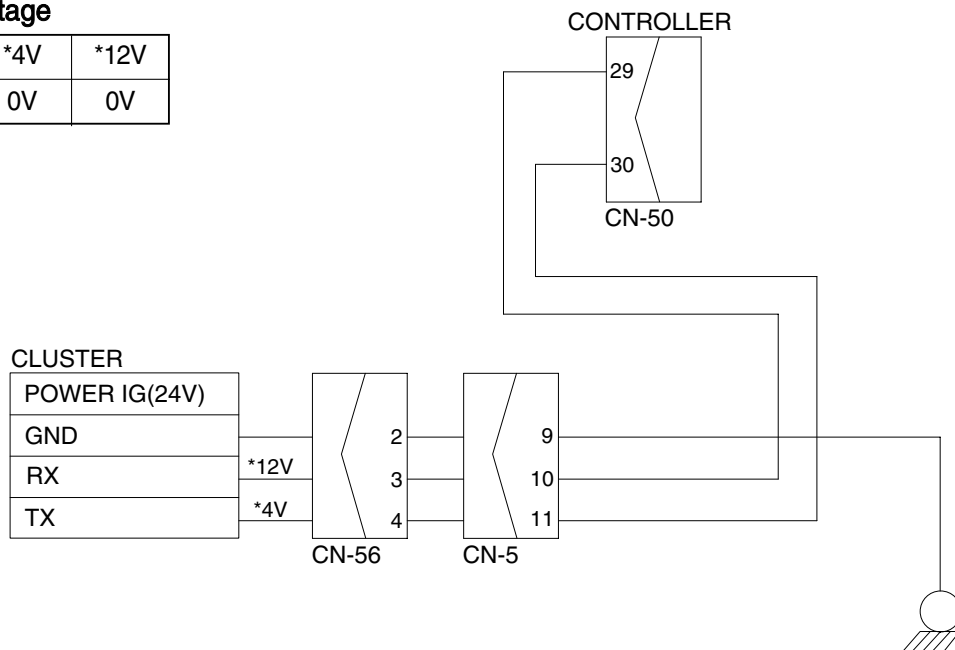 *4V *12V
0V 0V
CONTROLLER
29
30
CN-50
CLUSTER
POWER IG(24V)
GND
RX
TX
*12V
*4V
2
3
4
CN-56
9
10
11
CN-5